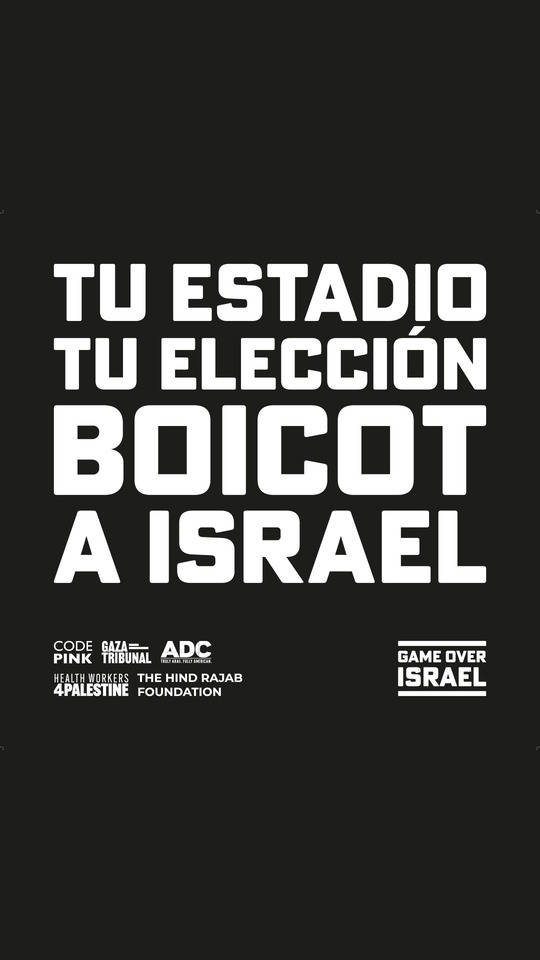 TU ESTADIO
TU ELECCIÓN
BOICOT
A ISRAEL
CODE
PINK
GAZA
TRIBUNAL
ADC
TRULY ARAB. FULLY AMERICAN.
HEALTH WORKERS
4PALESTINE
THE HIND RAJAB
FOUNDATION
GAME OVER
ISRAEL